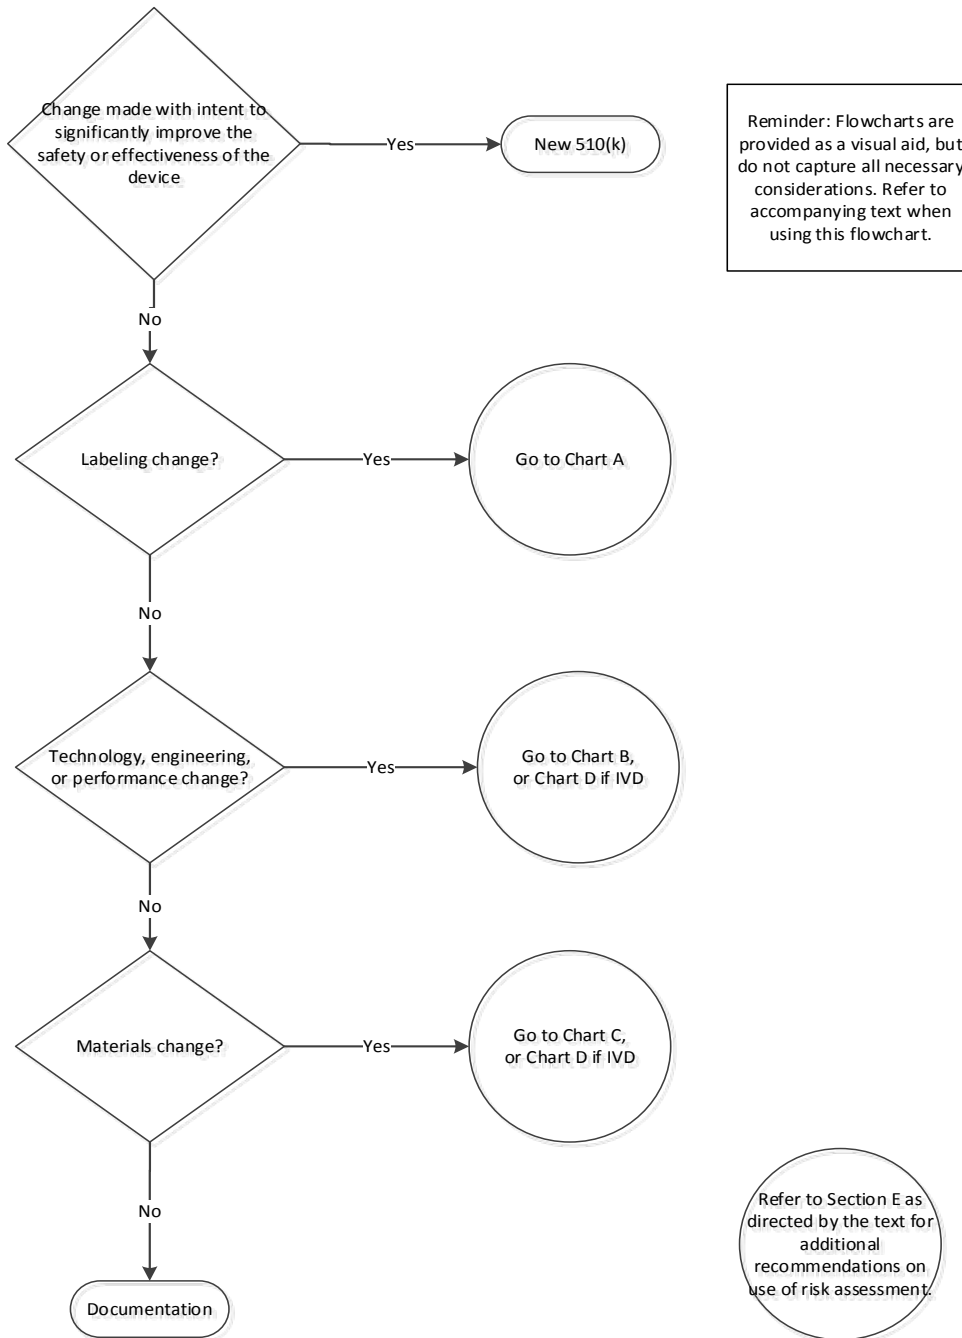 Change made with intent to
significantly improve the
safety or effectiveness of the
device
Yes
New 510(k)
Reminder: Flowcharts are
provided as a visual aid, but
do not capture all necessary
considerations. Refer to
accompanying text when
using this flowchart.
No
Labeling change?
Yes
Go to Chart A
No
Technology, engineering,
or performance change?
Yes
Go to Chart B,
or Chart D if IVD
No
Materials change?
Yes
Go to Chart C,
or Chart D if IVD
No
Refer to Section E as
directed by the text for
additional
recommendations on
use of risk assessment.
Documentation